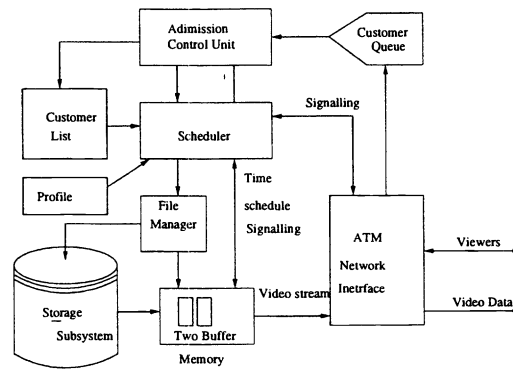 Adimission
Control Unit
Customer
Queue
Customer
List
Scheduler
Signalling
Profile
File
Manager
Time
schedule
Signalling
ATM
Network
Inetrface
Viewers
Video Data
Storage
Subsystem
Two Buffer
Memory
Video stream